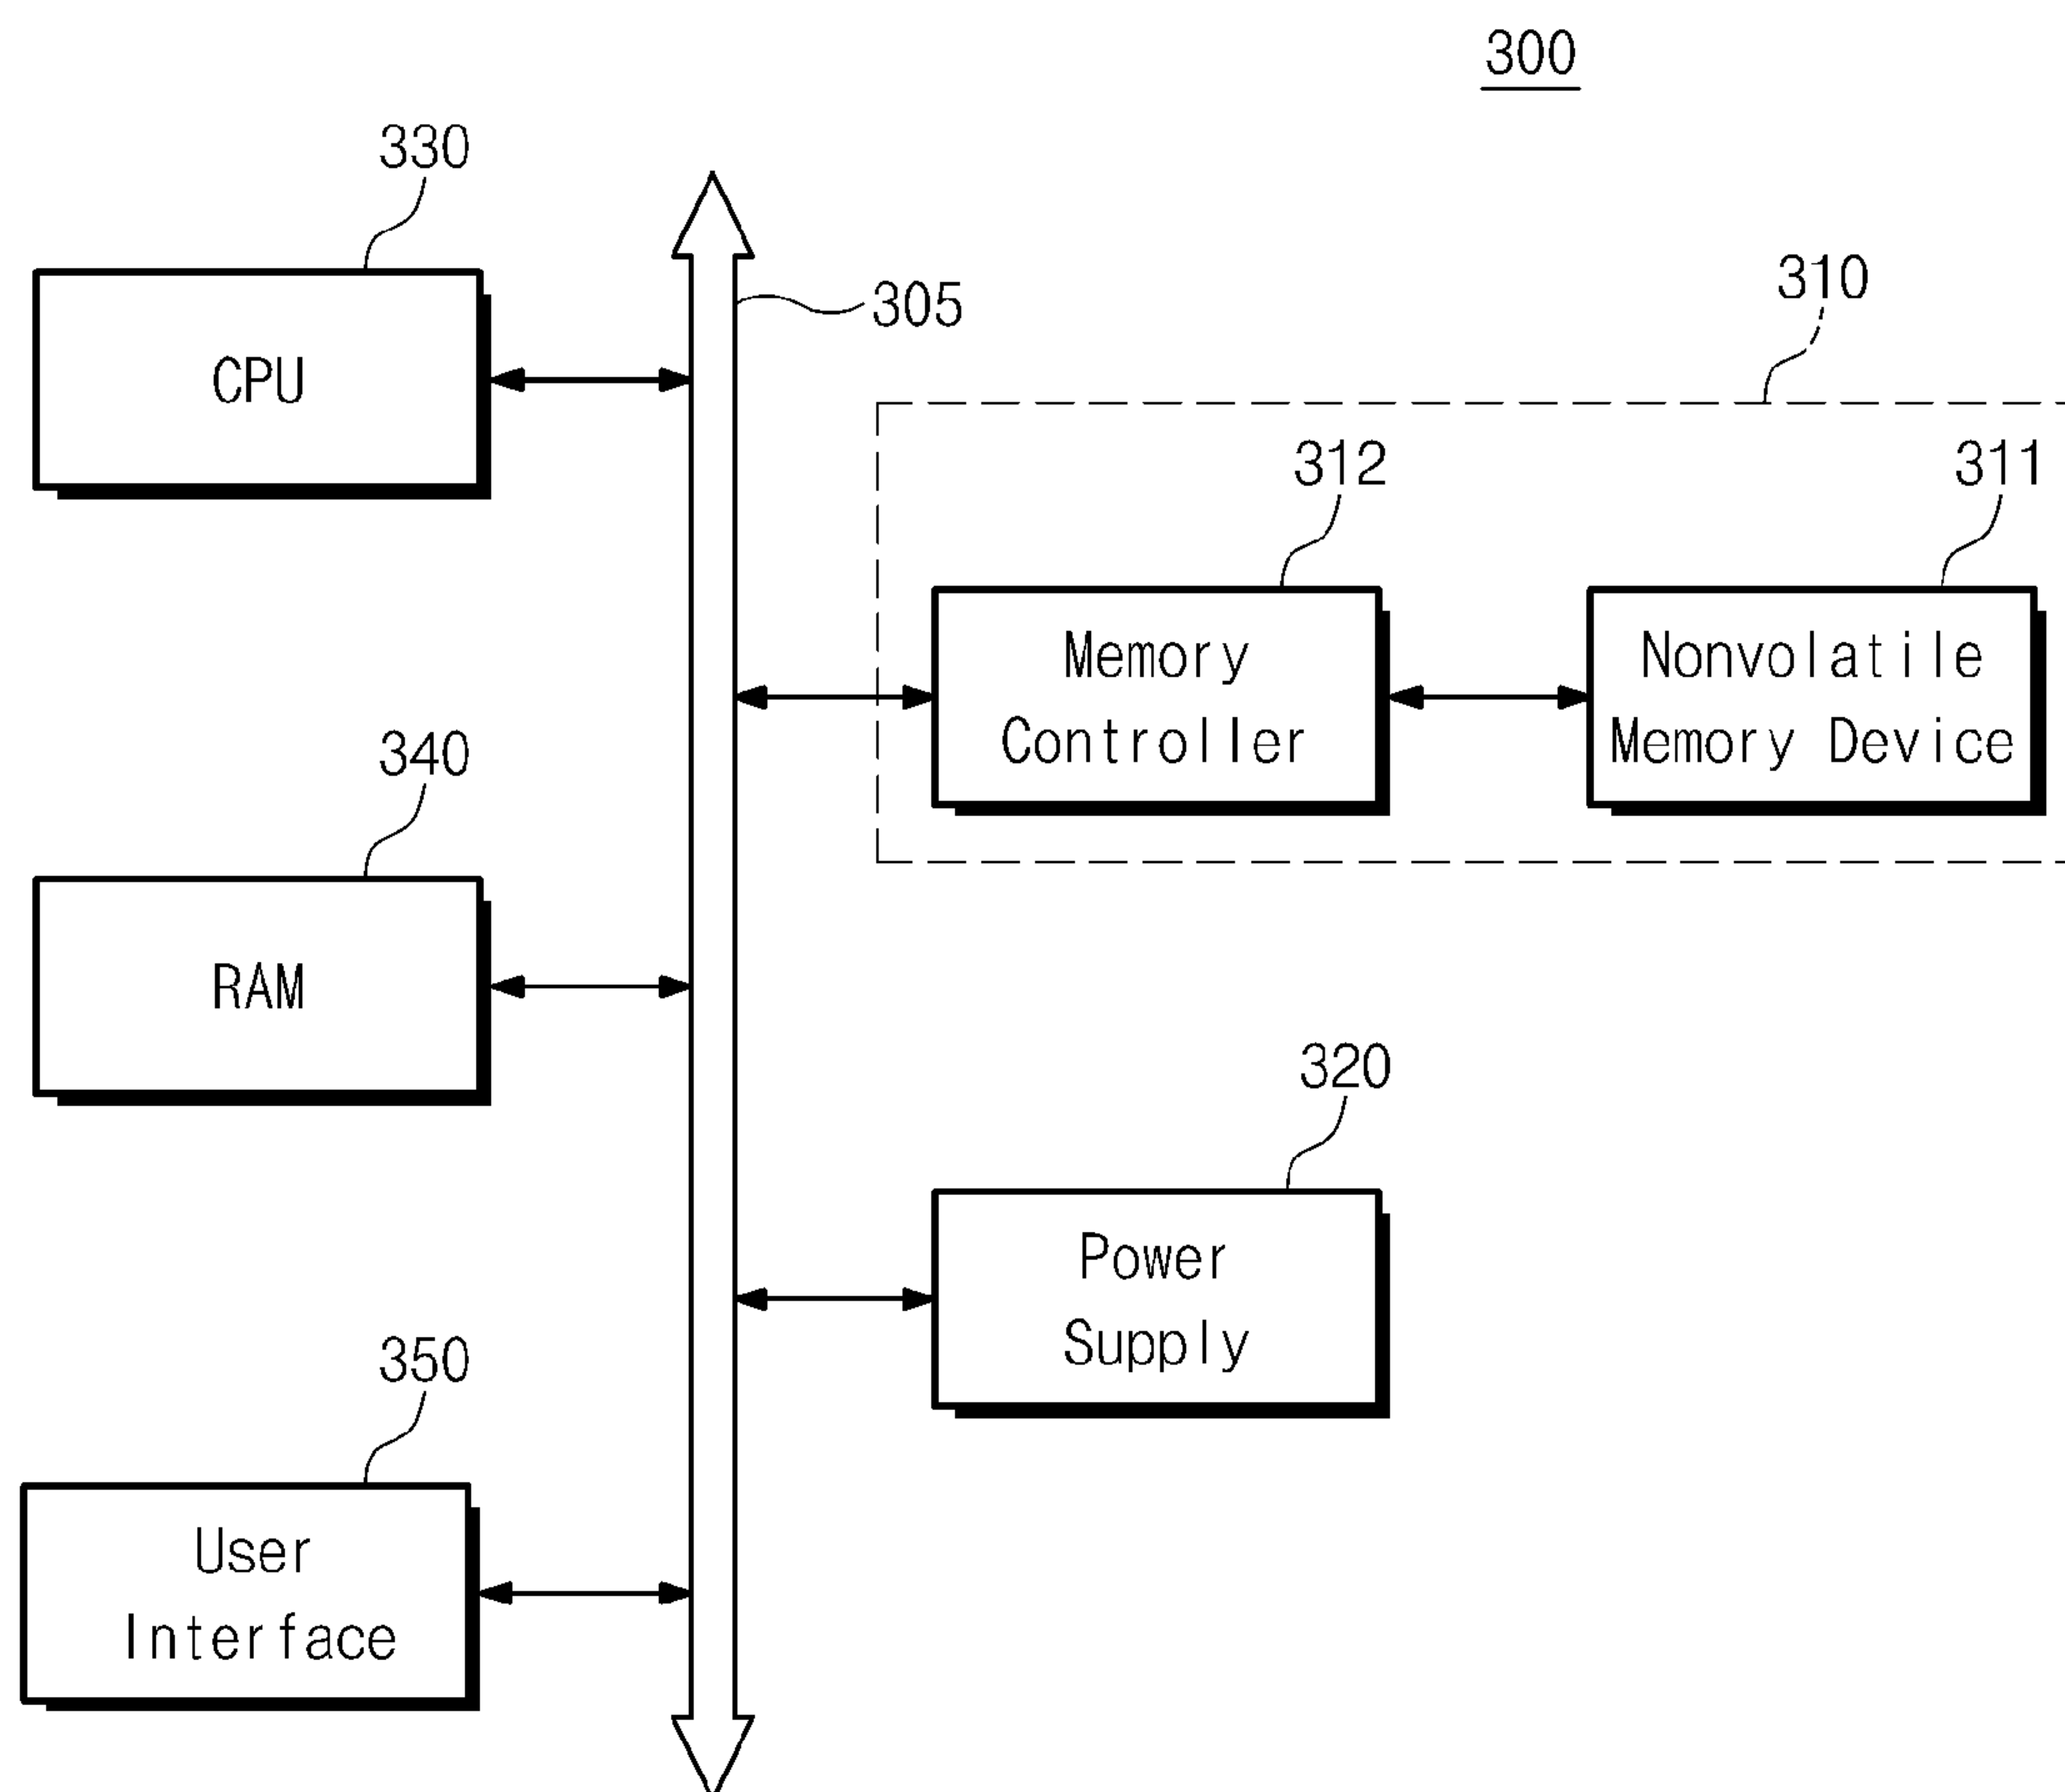 300
330
305
310
CPU
312
311
Memory
Controller
Nonvolatile
Memory Device
340
RAM
320
Power
Supply
350
User
Interface